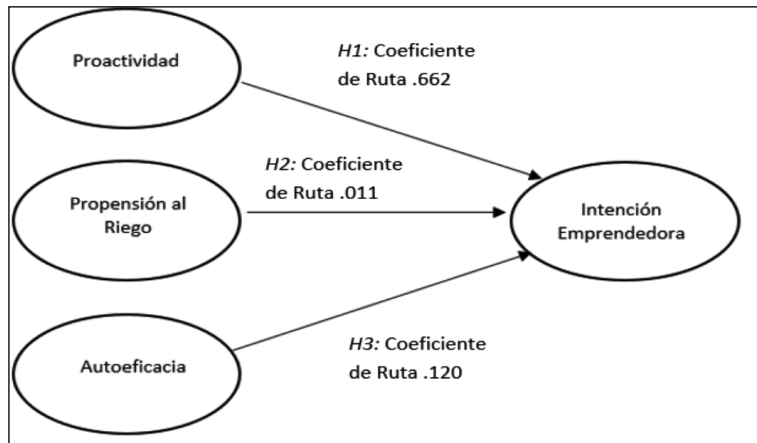 Proactividad
H1: Coeficiente
de Ruta .662
H2: Coeficiente
de Ruta .011
Propensión al
Riego
Intención
Emprendedora
Autoeficacia
H3: Coeficiente
de Ruta .120